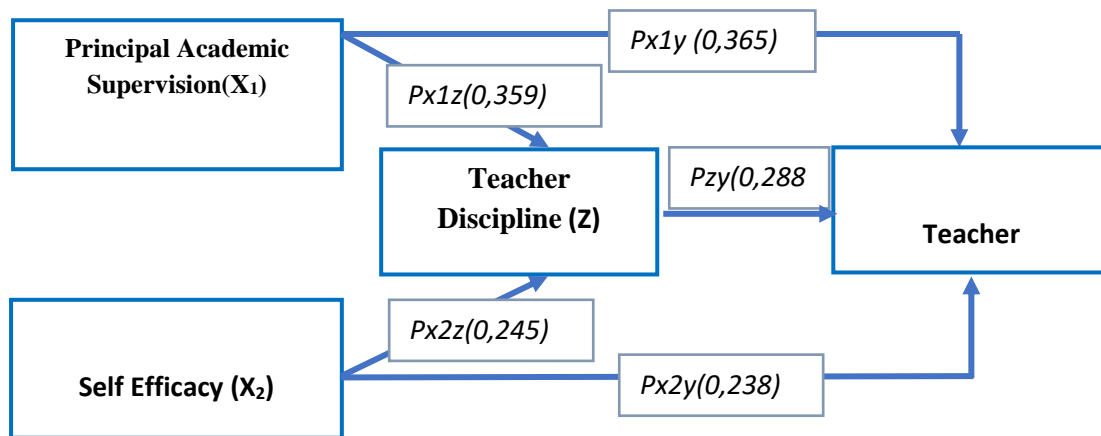 Principal Academic
Supervision(X₁)
Px1y (0,365)
Px1z(0,359)
Teacher
Discipline (Z)
Pzy(0,288
Teacher
Px2z(0,245)
Self Efficacy (X₂)
Px2y(0,238)